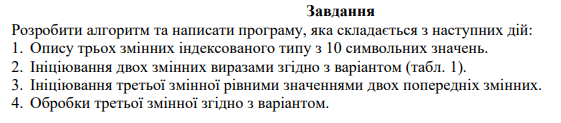 Завдання
Розробити алгоритм та написати програму, яка складається з наступних дій:
1. Опису трьох змінних індексованого типу з 10 символьних значень.
2. Ініціювання двох змінних виразами згідно з варіантом (табл. 1).
3. Ініціювання третьої змінної рівними значеннями двох попередніх змінних.
4. Обробки третьої змінної згідно з варіантом.